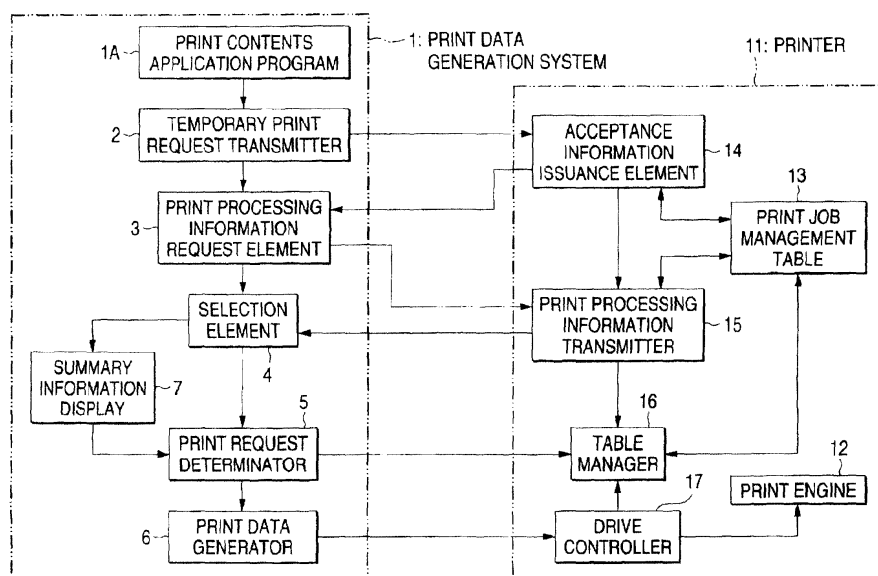 1A
PRINT CONTENTS
APPLICATION PROGRAM
1: PRINT DATA
GENERATION SYSTEM
11: PRINTER
2
TEMPORARY PRINT
REQUEST TRANSMITTER
ACCEPTANCE
INFORMATION
ISSUANCE ELEMENT
14
3
PRINT PROCESSING
INFORMATION
REQUEST ELEMENT
13
PRINT JOB
MANAGEMENT
TABLE
SELECTION
ELEMENT
4
PRINT PROCESSING
INFORMATION
TRANSMITTER
15
SUMMARY
INFORMATION
DISPLAY
7
5
PRINT REQUEST
DETERMINATOR
16
TABLE
MANAGER
12
PRINT ENGINE
6
PRINT DATA
GENERATOR
17
DRIVE
CONTROLLER